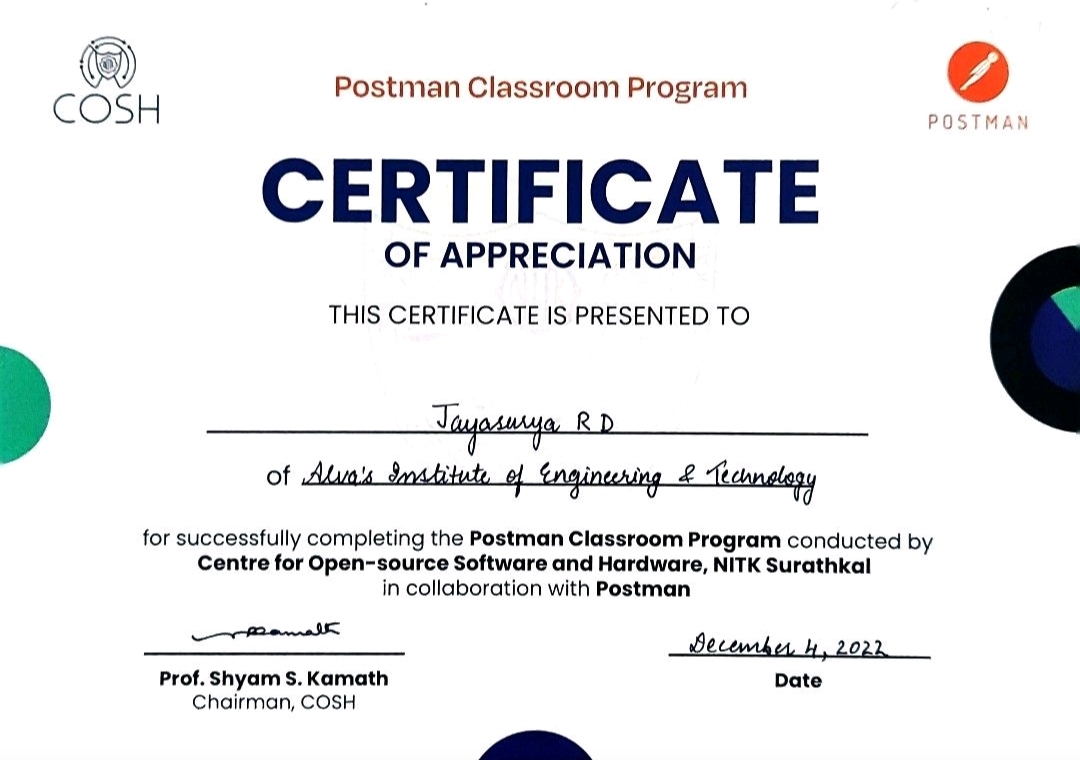 COSH
Postman Classroom Program
POSTMAN
CERTIFICATE
OF APPRECIATION
THIS CERTIFICATE IS PRESENTED TO
Jayasurya R D
of Alva's Institute of Engineering & Technology
for successfully completing the Postman Classroom Program conducted by
Centre for Open-source Software and Hardware, NITK Surathkal
in collaboration with Postman
December 4, 2022
Prof. Shyam S. Kamath
Date
Chairman, COSH